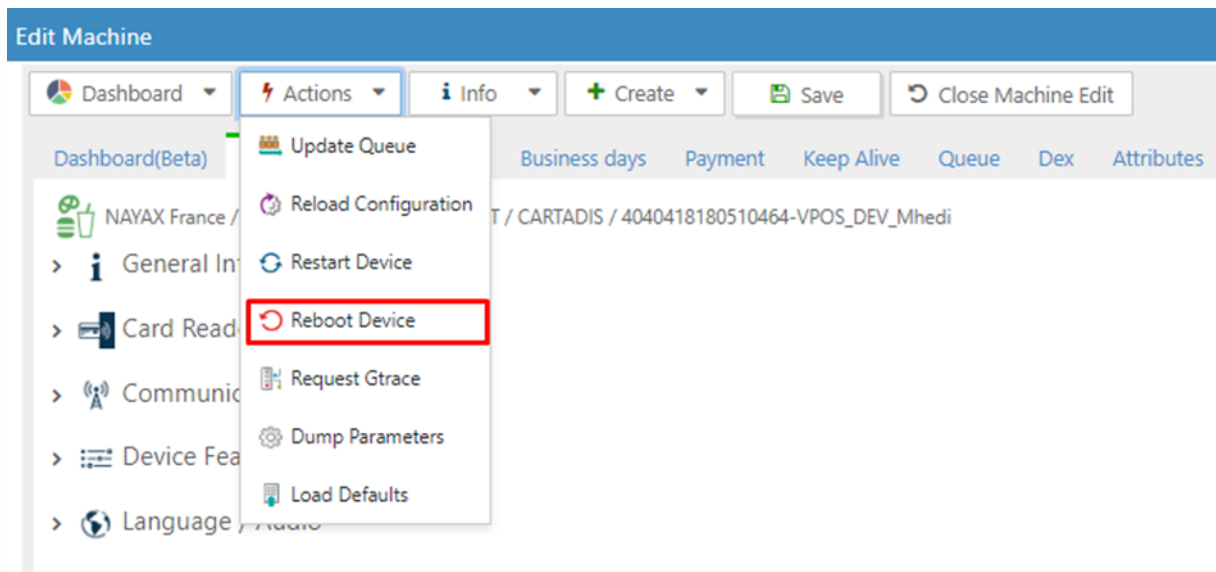 Edit Machine
Dashboard Actions Info Create Save Close Machine Edit
Dashboard(Beta) Business days Payment Keep Alive Queue Dex Attributes
Update Queue
NAYAX France / T / CARTADIS / 4040418180510464-VPOS_DEV_Mhedi
Reload Configuration
General In
Restart Device
Card Read
Reboot Device
Request Gtrace
Communic
Dump Parameters
Device Fea
Load Defaults
Language / Audio